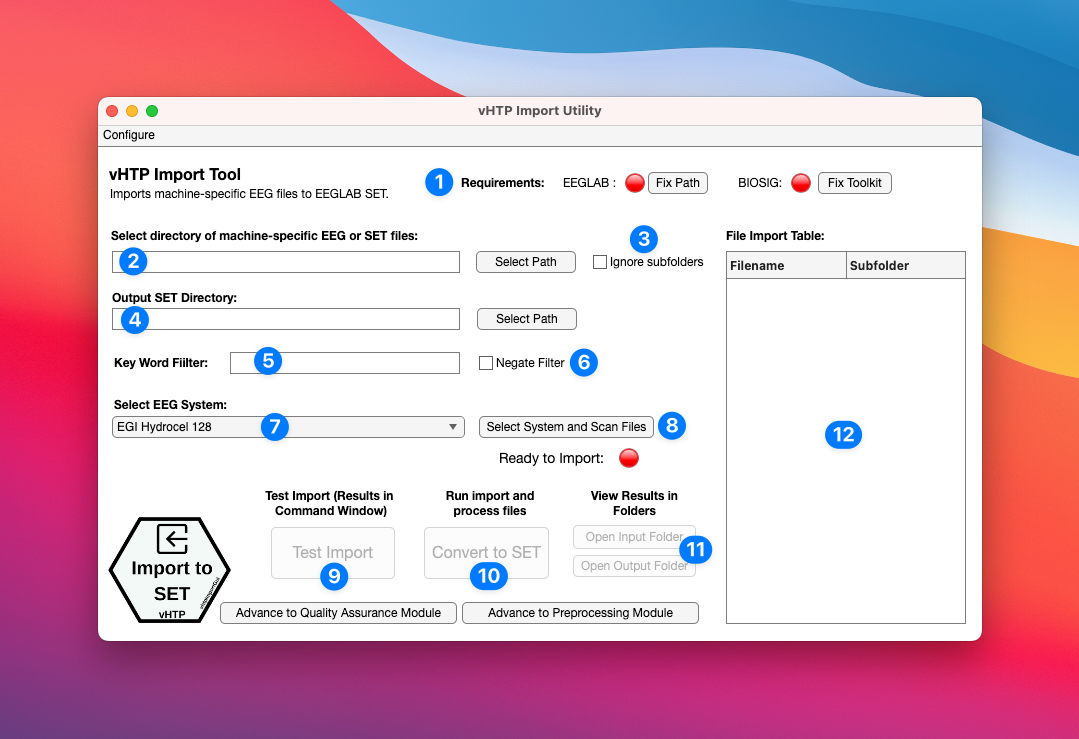 vHTP Import Utility
Configure
vHTP Import Tool
Imports machine-specific EEG files to EEGLAB SET.
1 Requirements: EEGLAB : Fix Path BIOSIG: Fix Toolkit
Select directory of machine-specific EEG or SET files:
3
File Import Table:
2 Select Path Ignore subfolders
Filename Subfolder
Output SET Directory:
4 Select Path
Key Word Fiilter: 5 Negate Filter 6
Select EEG System:
EGI Hydrocel 128 7 Select System and Scan Files 8
12
Ready to Import:
Test Import (Results in
Command Window)
Run import and
process files
View Results in
Folders
Test Import
9
Convert to SET
10
Open Input Folder
11
Open Output Folder
Import to
SET
vHTP
Advance to Quality Assurance Module
Advance to Preprocessing Module